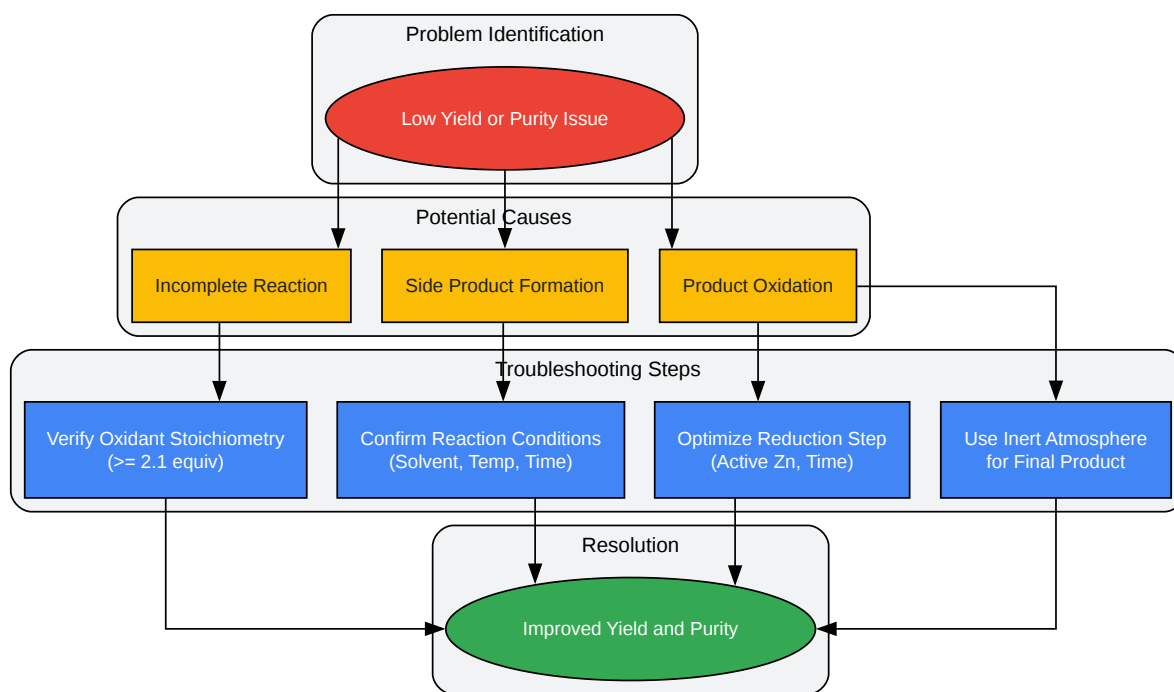 Problem Identification
Low Yield or Purity Issue
Potential Causes
Incomplete Reaction
Side Product Formation
Product Oxidation
Troubleshooting Steps
Verify Oxidant Stoichiometry
(>= 2.1 equiv)
Confirm Reaction Conditions
(Solvent, Temp, Time)
Optimize Reduction Step
(Active Zn, Time)
Use Inert Atmosphere
for Final Product
Resolution
Improved Yield and Purity